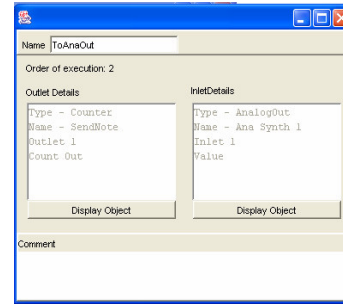 Name ToAnaOut
Order of execution: 2
Outlet Details
Type - Counter
Name - SendNote
Outlet 1
Count Out
Display Object
InletDetails
Type - AnalogOut
Name - Ana Synth 1
Inlet 1
Value
Display Object
Comment